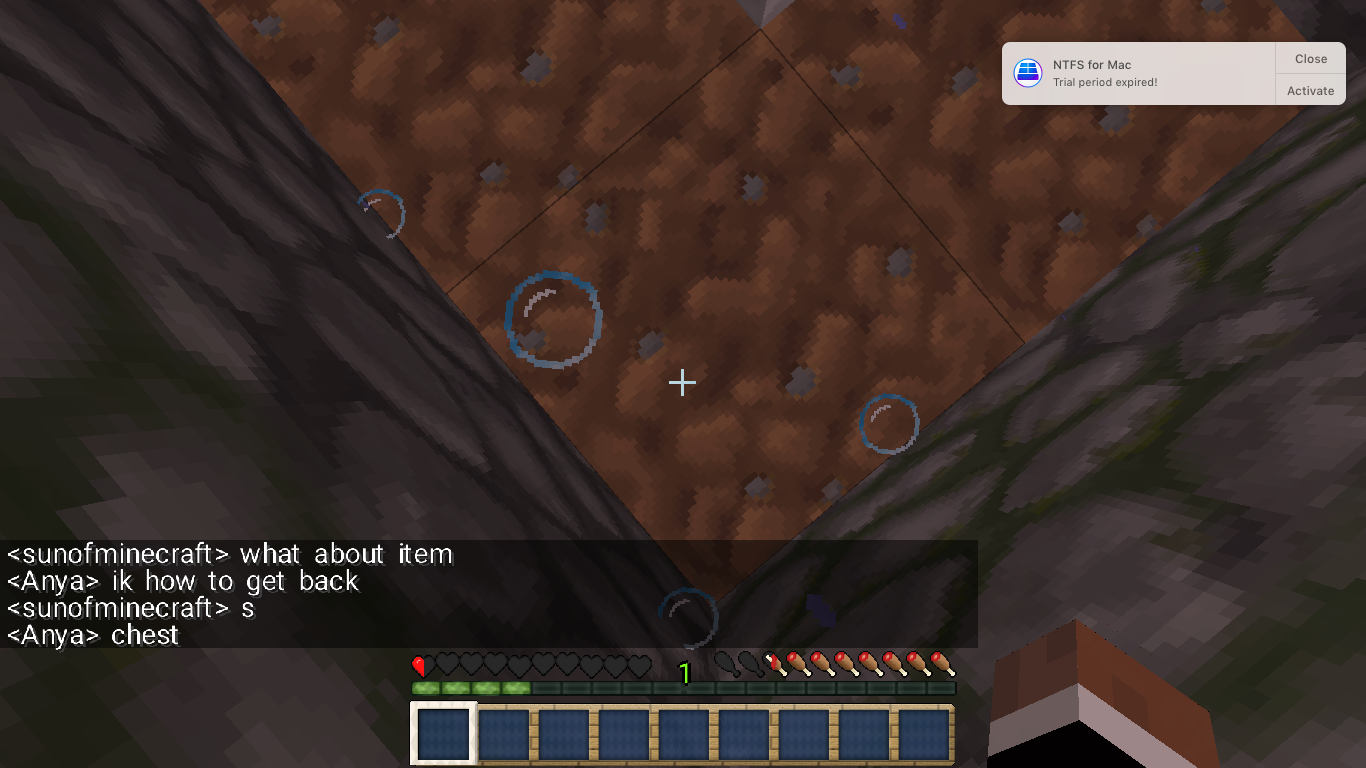 NTFS for Mac
Trial period expired!
Close
Activate
<sunofminecraft> what about item
<Anya> ik how to get back
<sunofminecraft> s
<Anya> chest
1